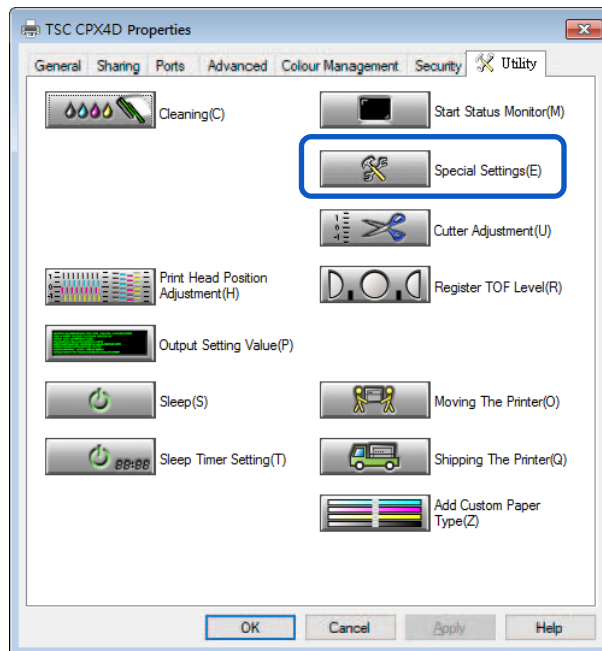 TSC CPX4D Properties
General Sharing Ports Advanced Colour Management Security Utility
Cleaning(C)
Start Status Monitor(M)
Special Settings(E)
Cutter Adjustment(U)
Print Head Position
Adjustment(H)
Register TOF Level(R)
Output Setting Value(P)
Sleep(S)
Moving The Printer(O)
88:88
Sleep Timer Setting(T)
Shipping The Printer(Q)
Add Custom Paper
Type(Z)
OK Cancel Apply Help